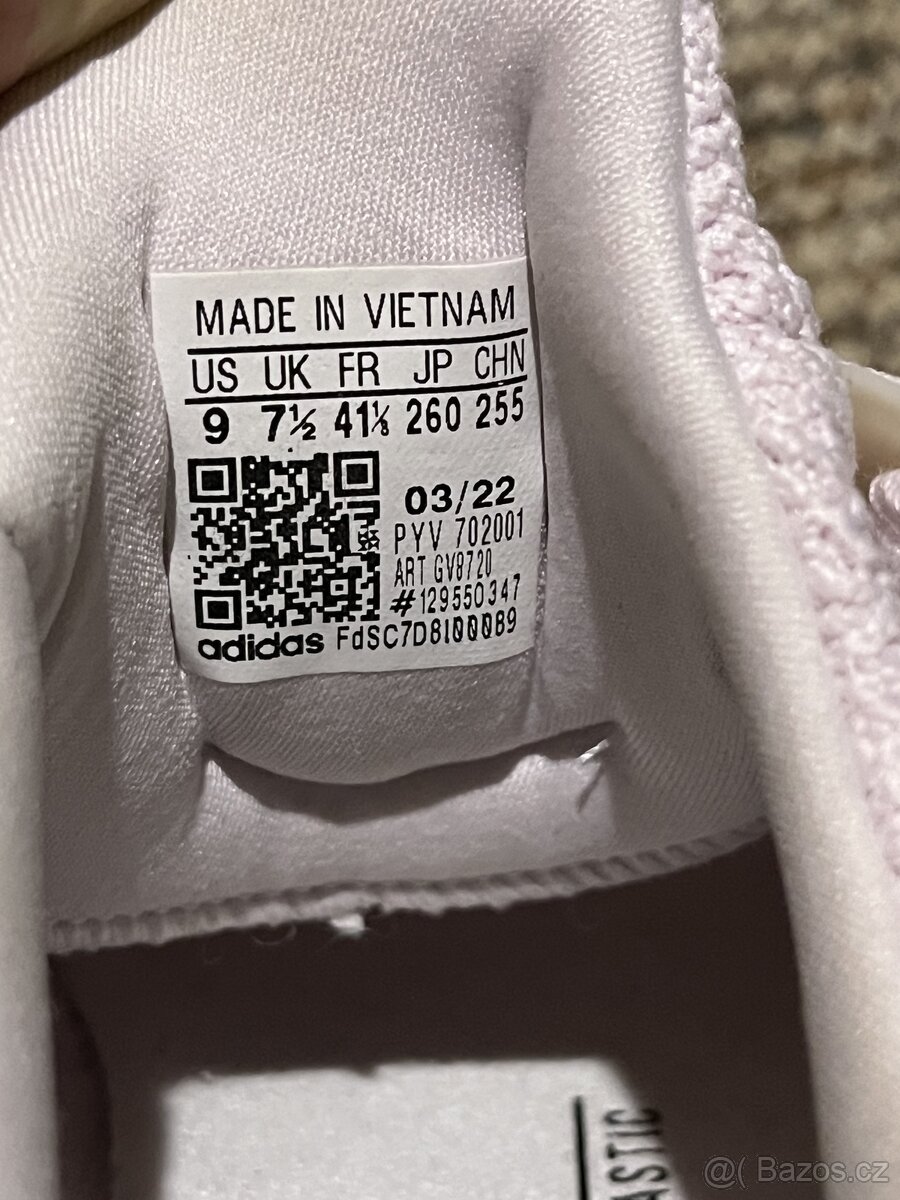 MADE IN VIETNAM
US UK FR JP CHN
9 7½ 41⅓ 260 255
03/22
PYV 702001
ART GV8720
#129550347
adidas FdSC7D8I00089
ASTIC
@( Bazos.cz